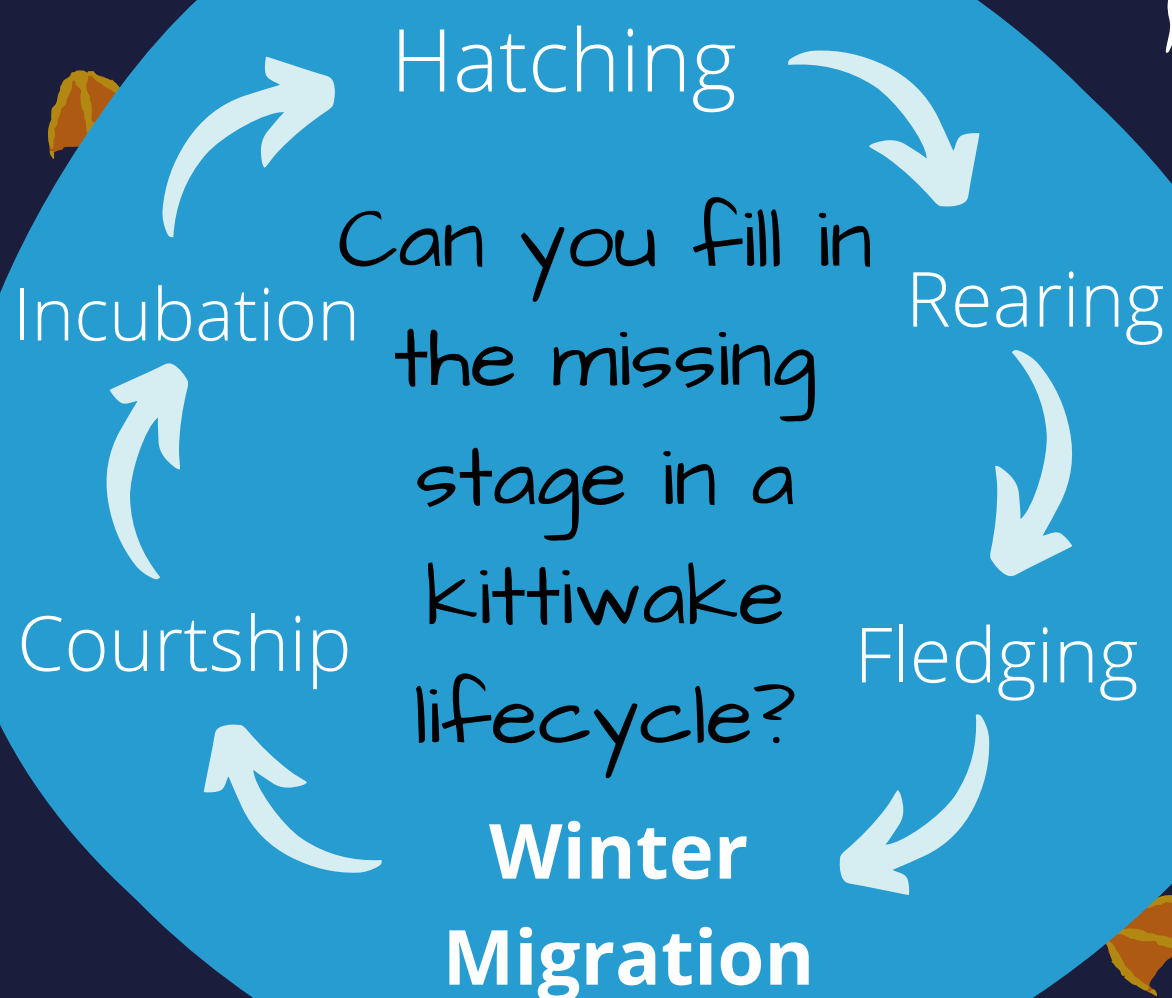 Hatching
Can you fill in
Incubation
Rearing
the missing
stage in a
kittiwake
Courtship
Fledging
lifecycle?
Winter
Migration